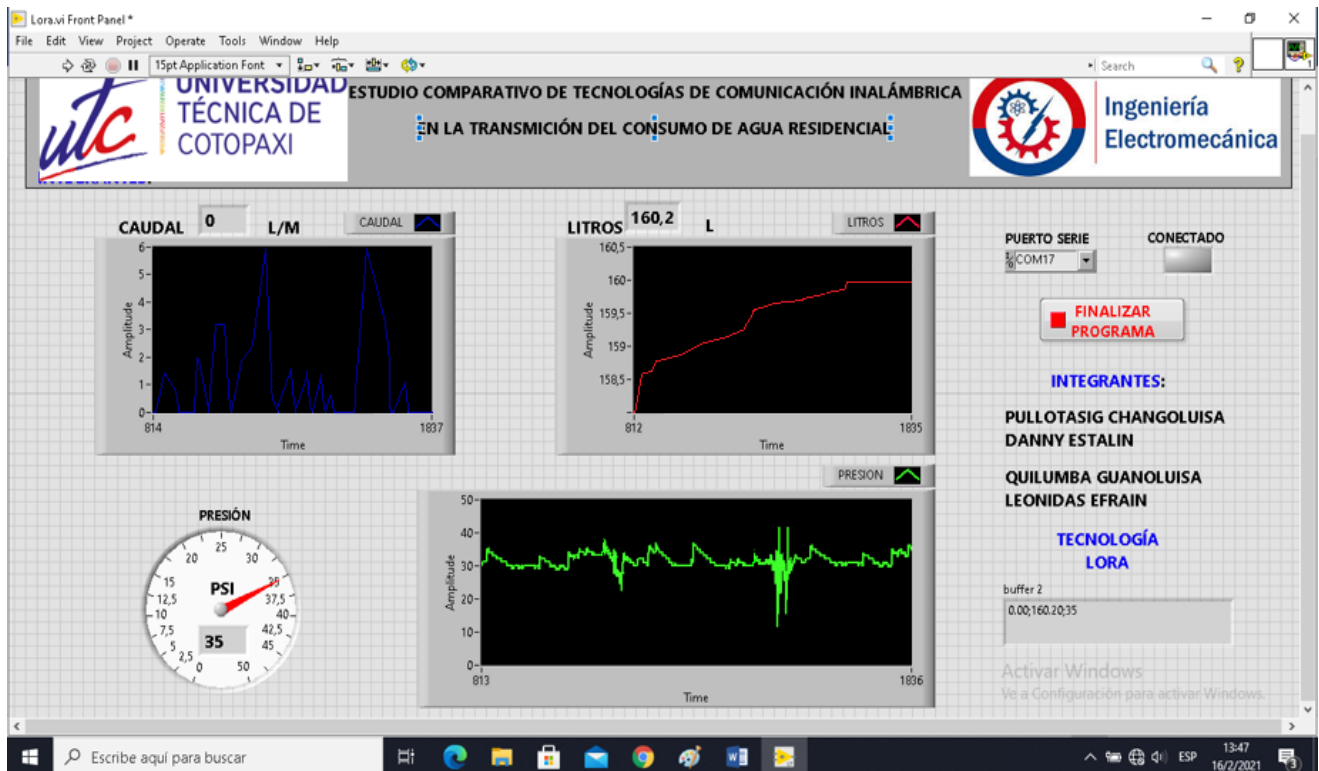 Lora.vi Front Panel *
File Edit View Project Operate Tools Window Help
15pt Application Font
Search
UNIVERSIDAD
TÉCNICA DE
COTOPAXI
utc
ESTUDIO COMPARATIVO DE TECNOLOGÍAS DE COMUNICACIÓN INALÁMBRICA
EN LA TRANSMICIÓN DEL CONSUMO DE AGUA RESIDENCIAL
Ingeniería
Electromecánica
INTEGRANTES:
CAUDAL 0 L/M CAUDAL
6
5
4
3
2
1
0
Amplitude
814 1837
Time
LITROS 160,2 L LITROS
160,5
160
159,5
159
158,5
Amplitude
812 1835
Time
PUERTO SERIE CONECTADO
COM17
FINALIZAR
PROGRAMA
INTEGRANTES:
PULLOTASIG CHANGOLUISA
DANNY ESTALIN
QUILUMBA GUANOLUISA
LEONIDAS EFRAIN
TECNOLOGÍA
LORA
buffer 2
0.00;160.20;35
PRESIÓN
0 2,5 5 7,5 10 12,5 15 20 25 30 35 37,5 40 42,5 45 50
PSI
35
PRESION
50
40
30
20
10
0
Amplitude
813 1836
Time
Activar Windows
Ve a Configuración para activar Windows.
Escribe aquí para buscar
ESP
13:47
16/2/2021
3